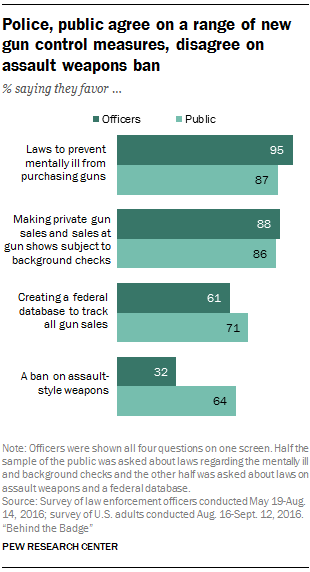 Police, public agree on a range of new
gun control measures, disagree on
assault weapons ban
% saying they favor ...
Officers Public
Laws to prevent
mentally ill from
purchasing guns
95
87
Making private gun
sales and sales at
gun shows subject to
background checks
88
86
Creating a federal
database to track
all gun sales
61
71
A ban on assault-
style weapons
32
64
Note: Officers were shown all four questions on one screen. Half the
sample of the public was asked about laws regarding the mentally ill
and background checks and the other half was asked about laws on
assault weapons and a federal database.
Source: Survey of law enforcement officers conducted May 19-Aug.
14, 2016; survey of U.S. adults conducted Aug. 16-Sept. 12, 2016.
“Behind the Badge”
PEW RESEARCH CENTER